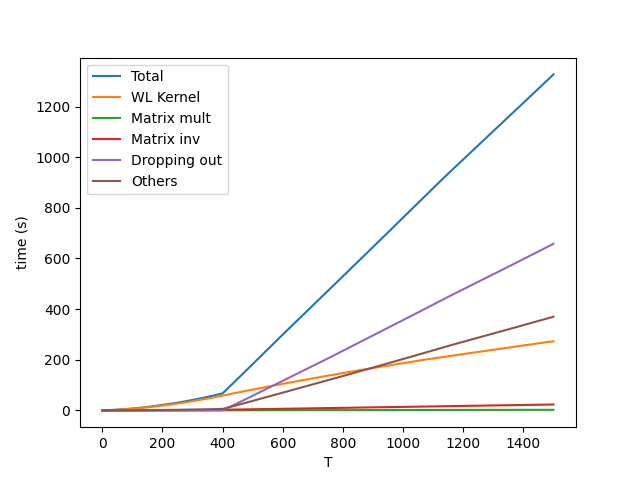 Total
WL Kernel
Matrix mult
Matrix inv
Dropping out
Others
1200
1000
800
600
400
200
0
time (s)
0 200 400 600 800 1000 1200 1400
T